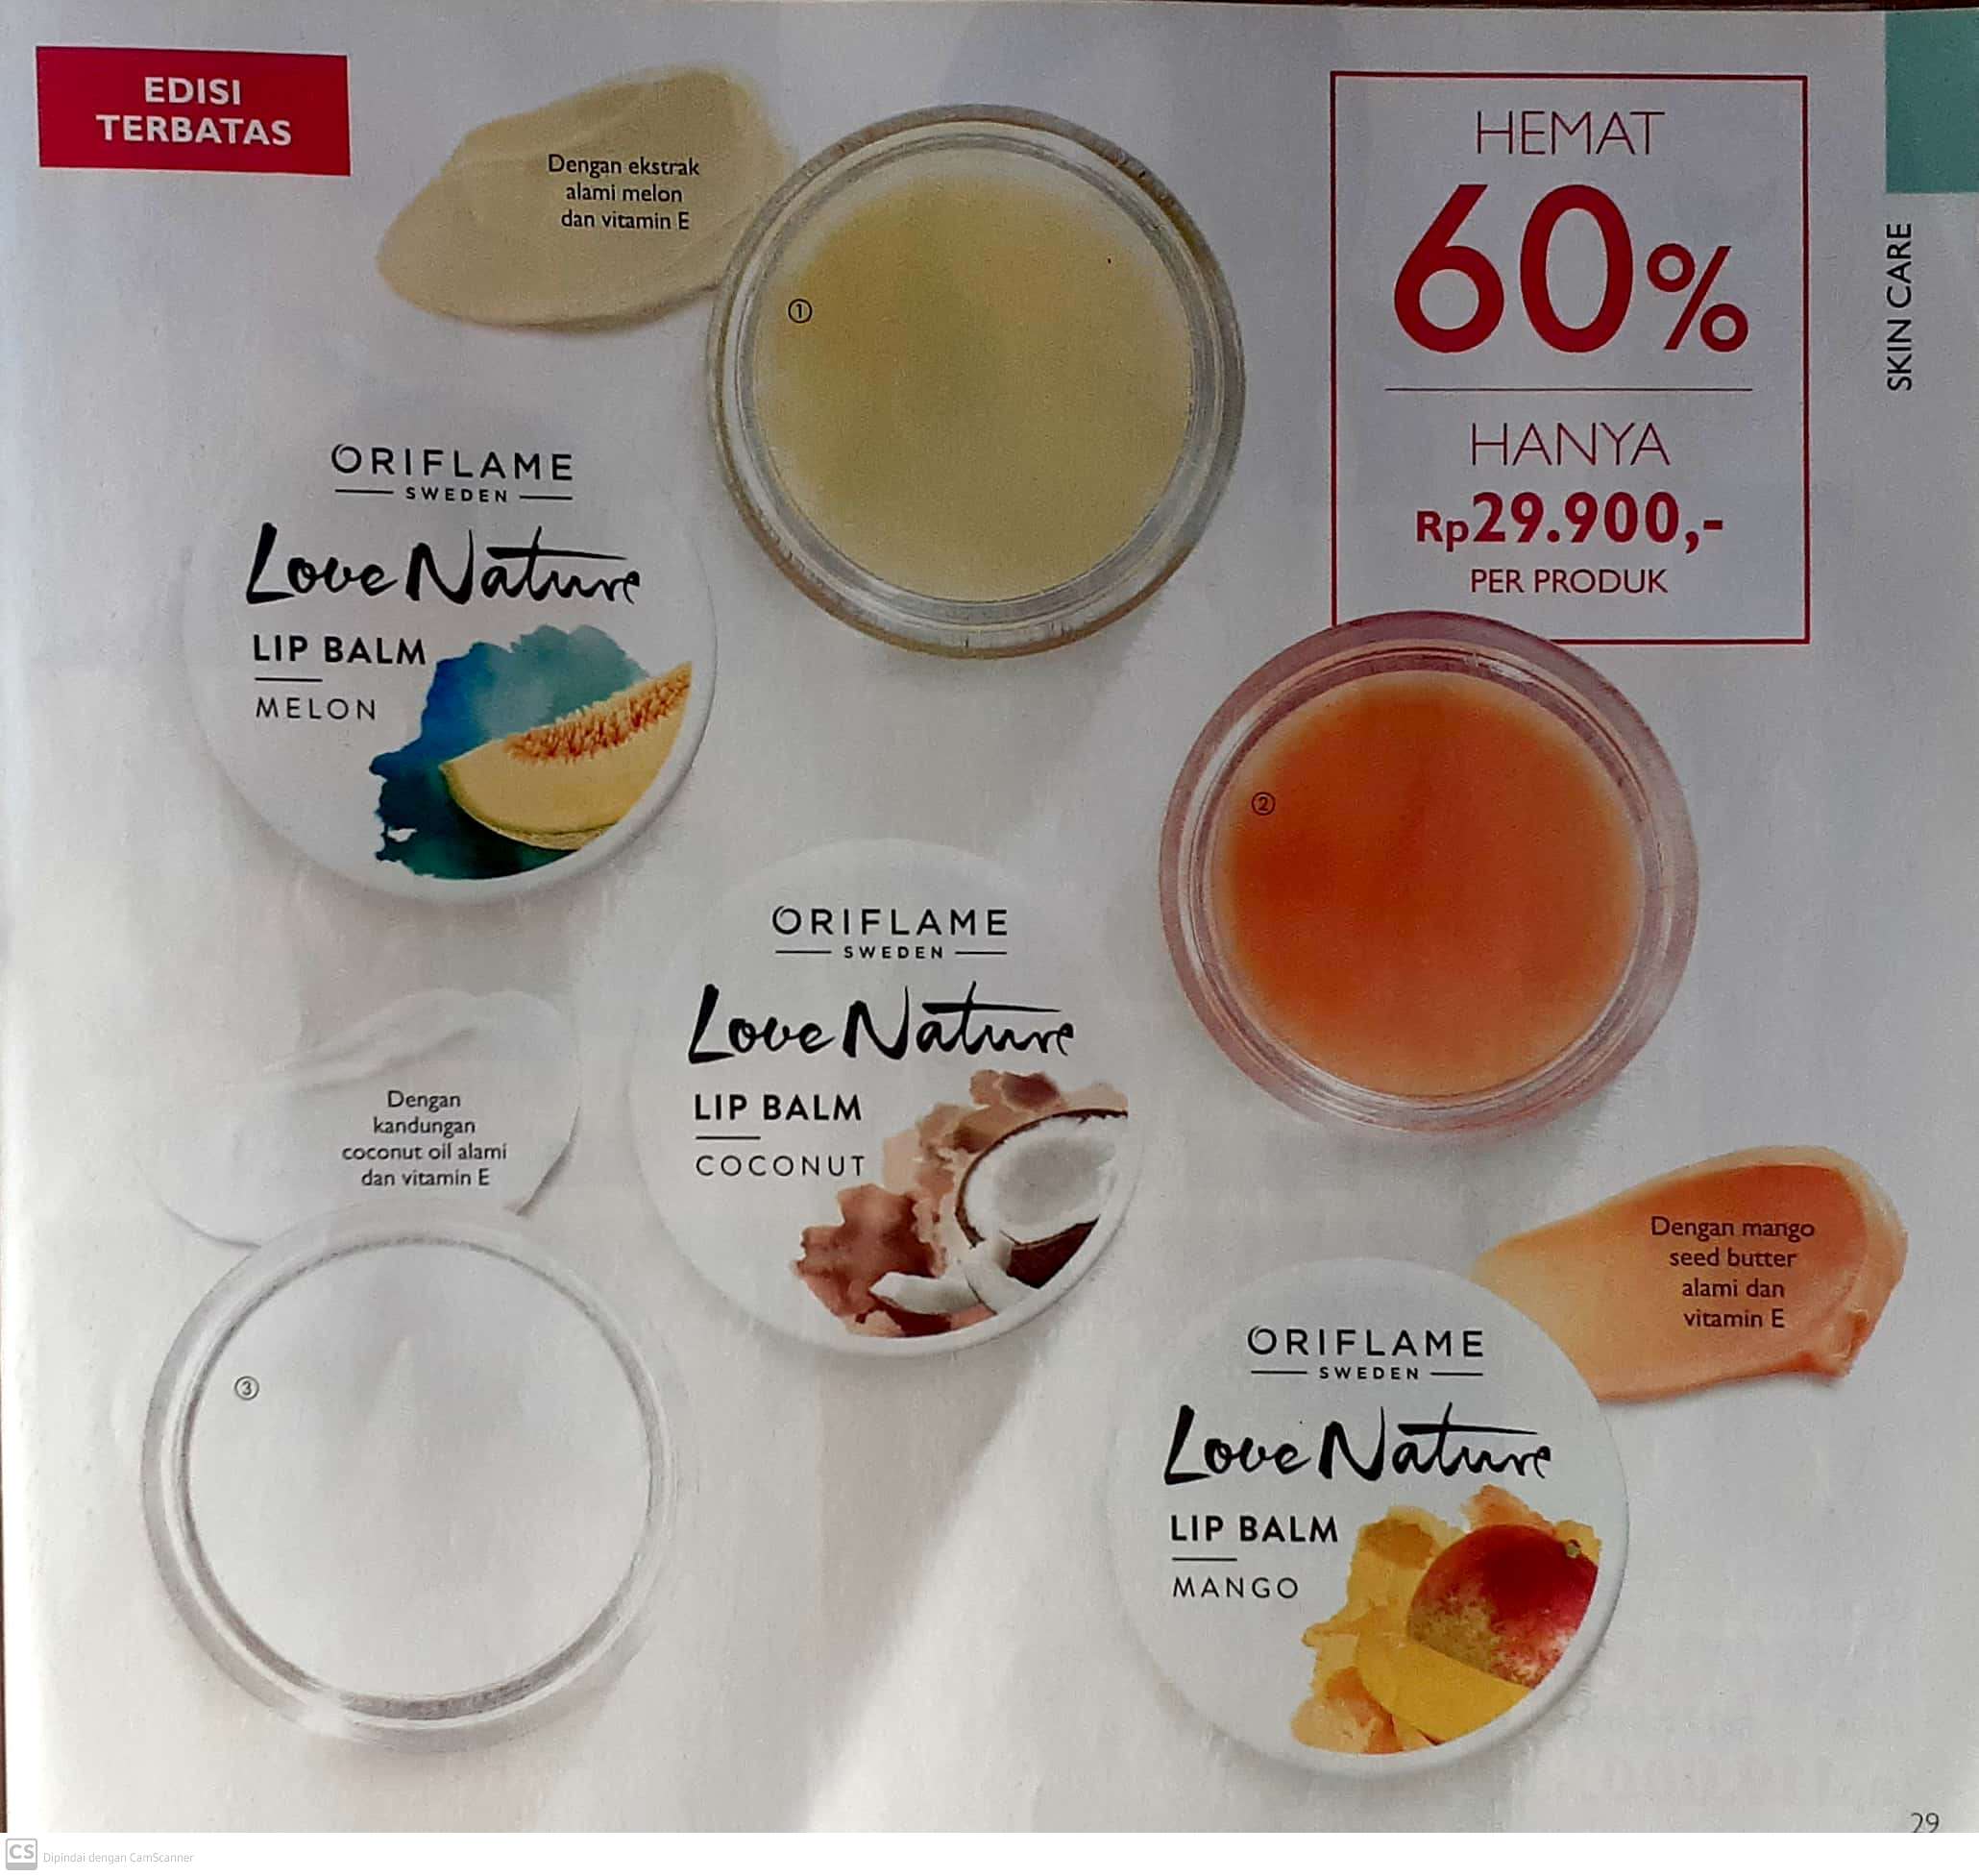 EDISI
TERBATAS
Dengan ekstrak
alami melon
dan vitamin E
①
HEMAT
60%
HANYA
Rp29.900,-
PER PRODUK
SKIN CARE
ORIFLAME
SWEDEN
Love Nature
LIP BALM
MELON
②
ORIFLAME
SWEDEN
Love Nature
LIP BALM
COCONUT
Dengan
kandungan
coconut oil alami
dan vitamin E
③
Dengan mango
seed butter
alami dan
vitamin E
ORIFLAME
SWEDEN
Love Nature
LIP BALM
MANGO
29
CS Dipindai dengan CamScanner